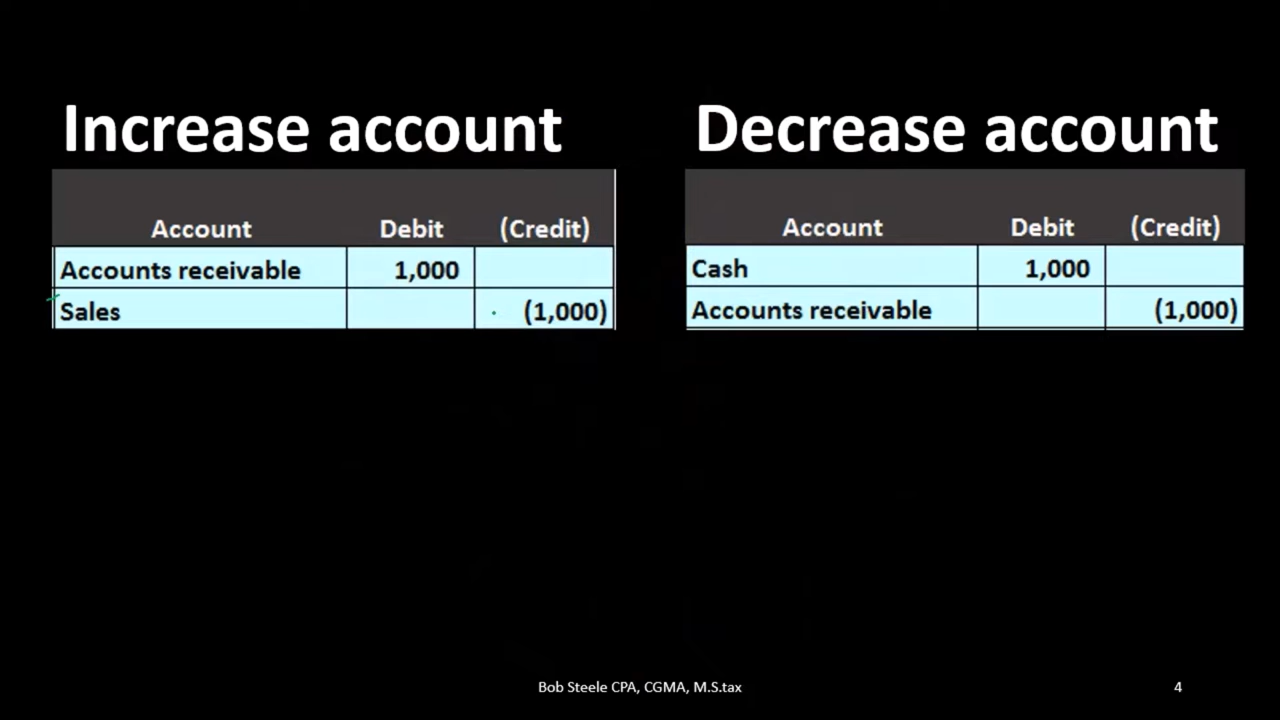 Increase account
Account Debit (Credit)
Accounts receivable 1,000
Sales (1,000)
Decrease account
Account Debit (Credit)
Cash 1,000
Accounts receivable (1,000)
Bob Steele CPA, CGMA, M.S.tax
4